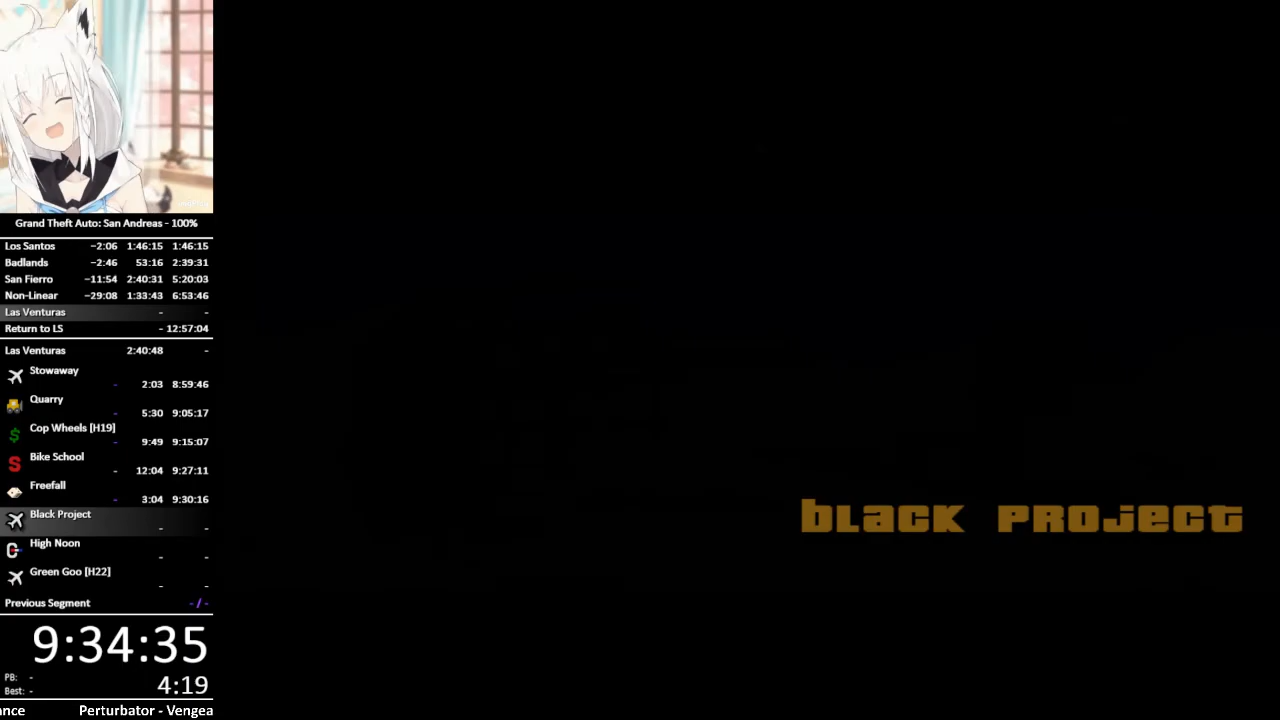 Grand Theft Auto: San Andreas - 100%
Los Santos −2:06 1:46:15 1:46:15
Badlands −2:46 53:16 2:39:31
San Fierro −11:54 2:40:31 5:20:03
Non-Linear −29:08 1:33:43 6:53:46
Las Venturas - -
Return to LS - 12:57:04
Las Venturas 2:40:48 -
Stowaway
- 2:03 8:59:46
Quarry
- 5:30 9:05:17
Cop Wheels [H19]
- 9:49 9:15:07
Bike School
- 12:04 9:27:11
Freefall
- 3:04 9:30:16
Black Project
- -
High Noon
- -
Green Goo [H22]
- -
Previous Segment - / -
9:34:35
PB: -
Best: -
4:19
nce Perturbator - Vengea
BLACK PROJECT